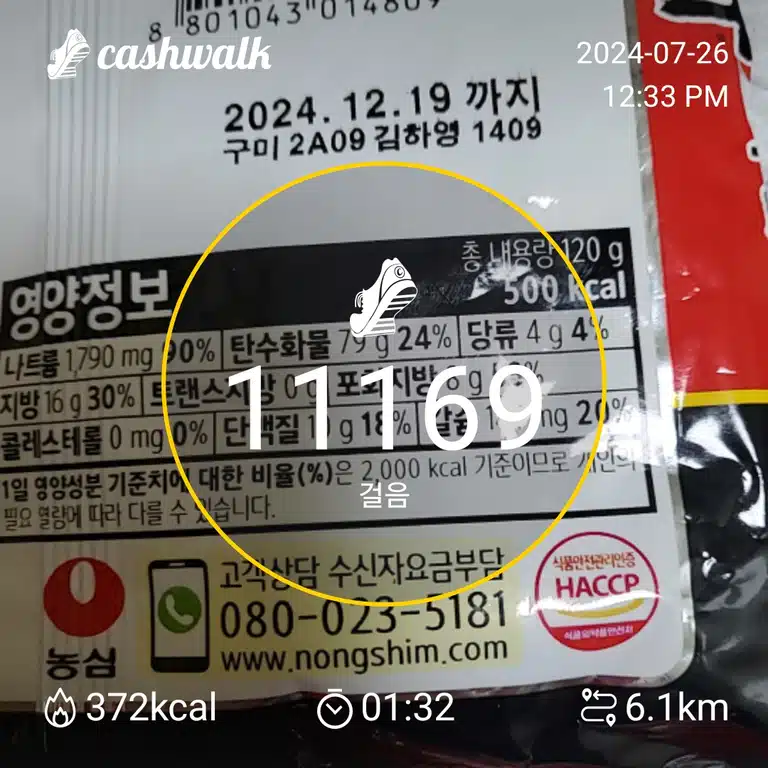 8 801043 014809
cashwalk
2024-07-26
12:33 PM
2024.12.19 까지
구미 2A09 김하영 1409
총 내용량 120 g
영양정보
500 kcal
나트륨 1,790 mg 90% 탄수화물 79 g 24% 당류 4 g 4%
지방 16 g 30% 트랜스지방 0 g 포화지방 8 g
11169
콜레스테롤 0 mg 0% 단백질 10 g 18% 칼슘 mg 20%
1일 영양성분 기준치에 대한 비율(%)은 2,000 kcal 기준이므로 개인의
필요 열량에 따라 다를 수 있습니다.
걸음
고객상담 수신자요금부담
080-023-5181
www.nongshim.com
농심
식품안전관리인증
HACCP
식품의약품안전처
372kcal
01:32
6.1km